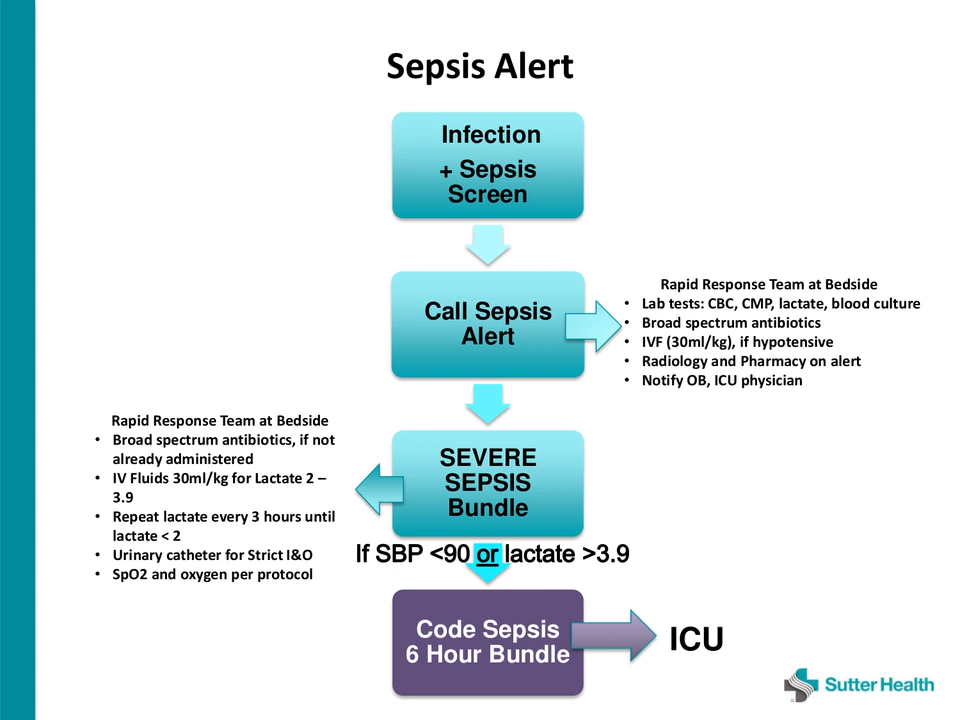 Sepsis Alert
Infection
+ Sepsis
Screen
Call Sepsis
Alert
Rapid Response Team at Bedside
• Lab tests: CBC, CMP, lactate, blood culture
• Broad spectrum antibiotics
• IVF (30ml/kg), if hypotensive
• Radiology and Pharmacy on alert
• Notify OB, ICU physician
Rapid Response Team at Bedside
• Broad spectrum antibiotics, if not
already administered
• IV Fluids 30ml/kg for Lactate 2 –
3.9
• Repeat lactate every 3 hours until
lactate < 2
• Urinary catheter for Strict I&O
• SpO2 and oxygen per protocol
SEVERE
SEPSIS
Bundle
If SBP <90 or lactate >3.9
Code Sepsis
6 Hour Bundle
ICU
Sutter Health